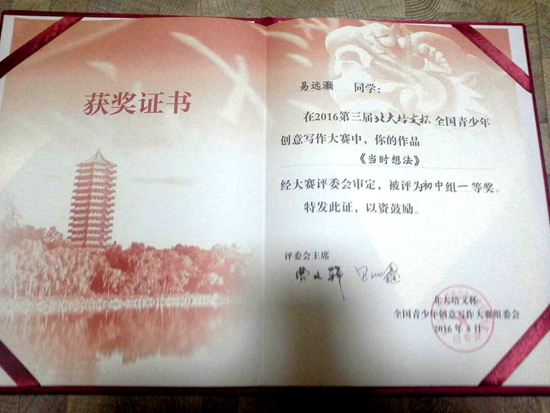 获奖证书
易远灏 同学：
在2016第三届北大培文杯全国青少年
创意写作大赛中，你的作品
《当时想法》
经大赛评委会审定，被评为初中组一等奖。
特发此证，以资鼓励。
评委会主席
曹文轩
北大培文杯
全国青少年创意写作大赛组委会
2016年8月